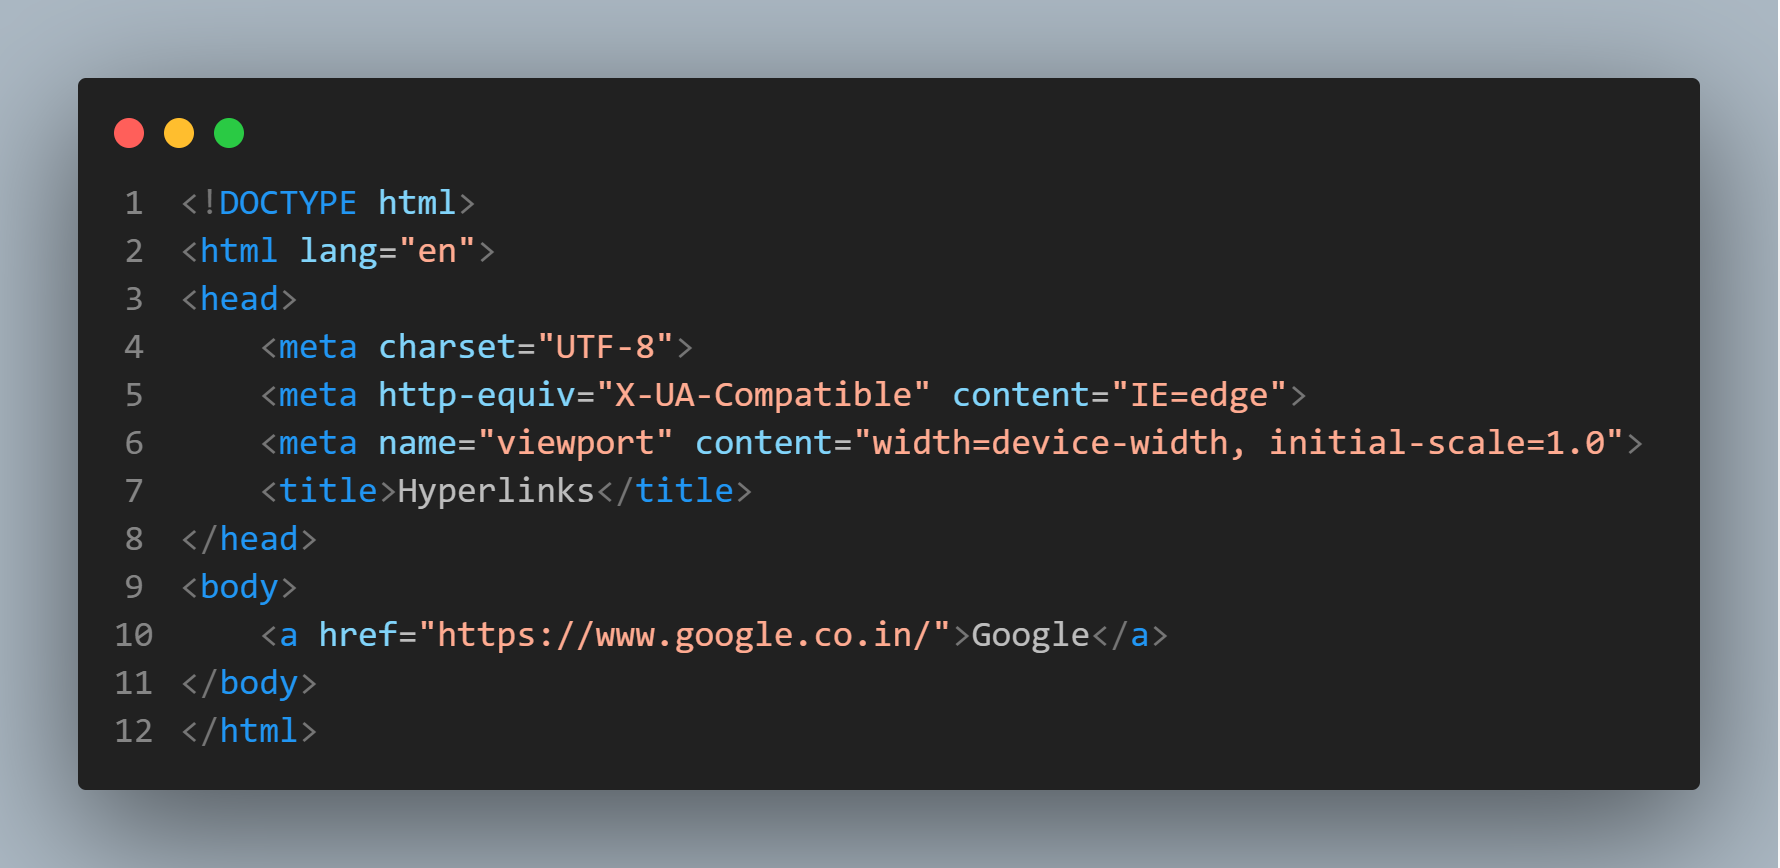 1 <!DOCTYPE html>
2 <html lang="en">
3 <head>
4     <meta charset="UTF-8">
5     <meta http-equiv="X-UA-Compatible" content="IE=edge">
6     <meta name="viewport" content="width=device-width, initial-scale=1.0">
7     <title>Hyperlinks</title>
8 </head>
9 <body>
10     <a href="https://www.google.co.in/">Google</a>
11 </body>
12 </html>